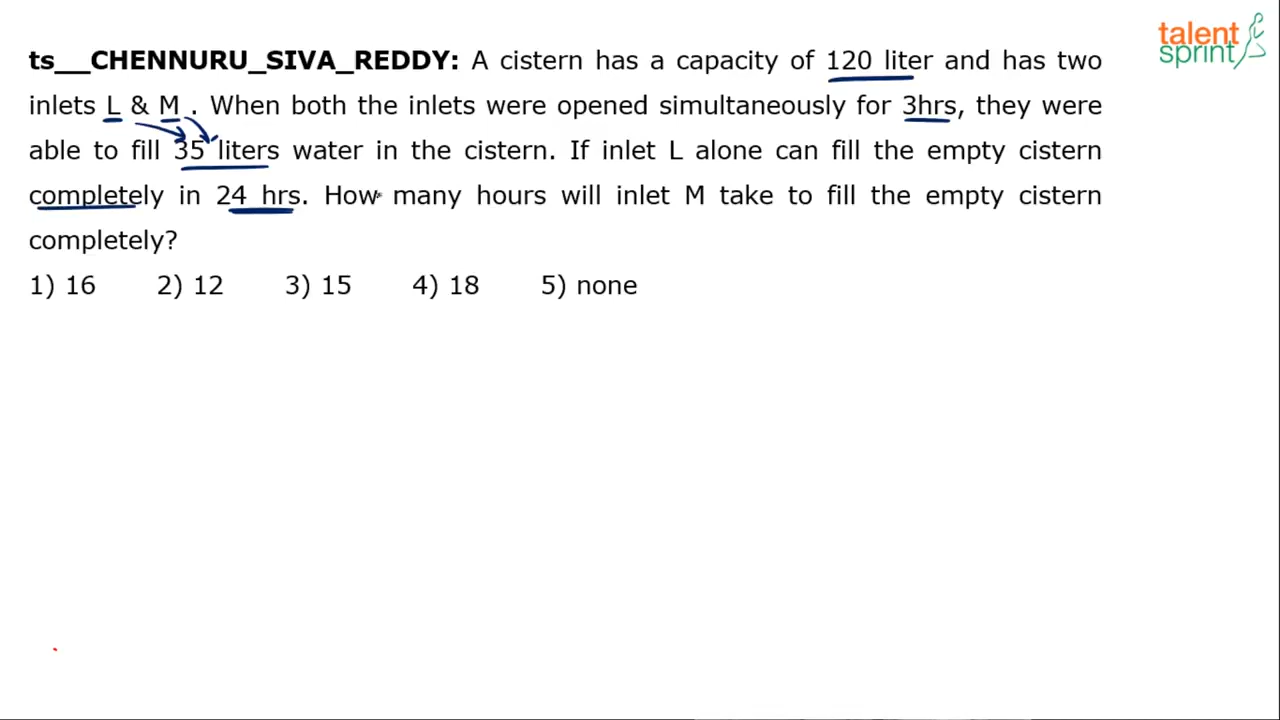 talent
sprint
ts__CHENNURU_SIVA_REDDY: A cistern has a capacity of 120 liter and has two
inlets L & M . When both the inlets were opened simultaneously for 3hrs, they were
able to fill 35 liters water in the cistern. If inlet L alone can fill the empty cistern
completely in 24 hrs. How many hours will inlet M take to fill the empty cistern
completely?
1) 16 2) 12 3) 15 4) 18 5) none